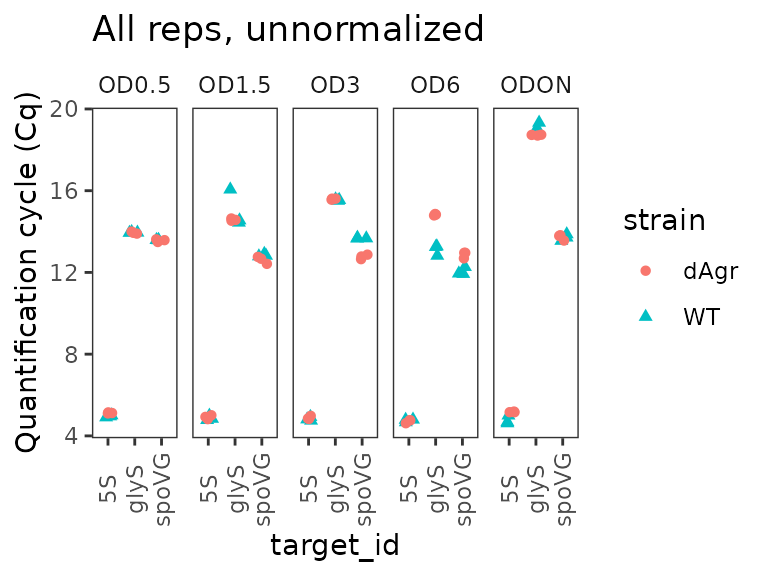 All reps, unnormalized
OD0.5 OD1.5 OD3 OD6 ODON
Quantification cycle (Cq)
20
16
12
8
4
5S glyS spoVG 5S glyS spoVG 5S glyS spoVG 5S glyS spoVG 5S glyS spoVG
target_id
strain
dAgr
WT